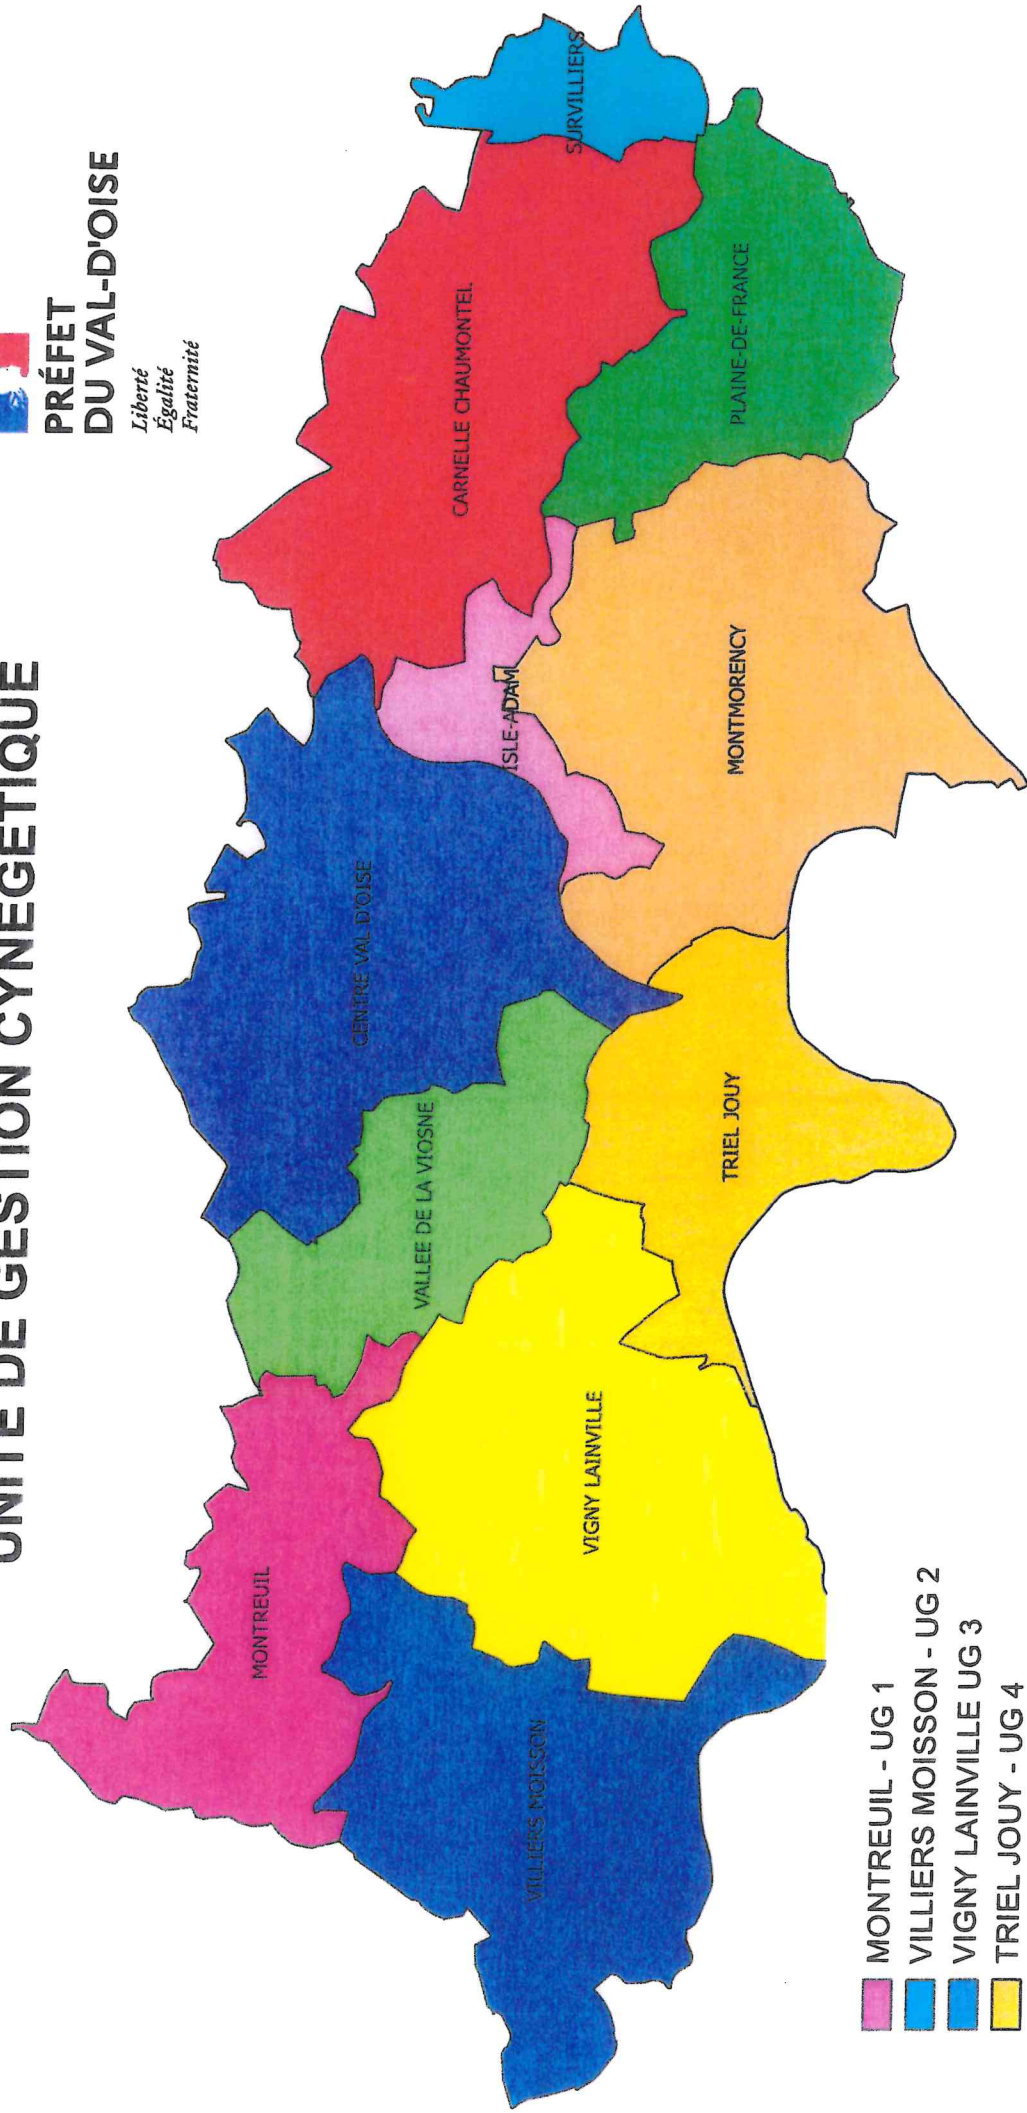 UNITE DE GESTION CYNEGETIQUE
PRÉFET
DU VAL-D'OISE
Liberté
Égalité
Fraternité
MONTREUIL
VILLIERS MOISSON
VIGNY LAINVILLE
VALLEE DE LA VIOSNE
CENTRE VAL D'OISE
TRIEL JOUY
ISLE-ADAM
MONTMORENCY
CARNELLE CHAUMONTEL
PLAINE-DE-FRANCE
SURVILLIERS
MONTREUIL - UG 1
VILLIERS MOISSON - UG 2
VIGNY LAINVILLE UG 3
TRIEL JOUY - UG 4